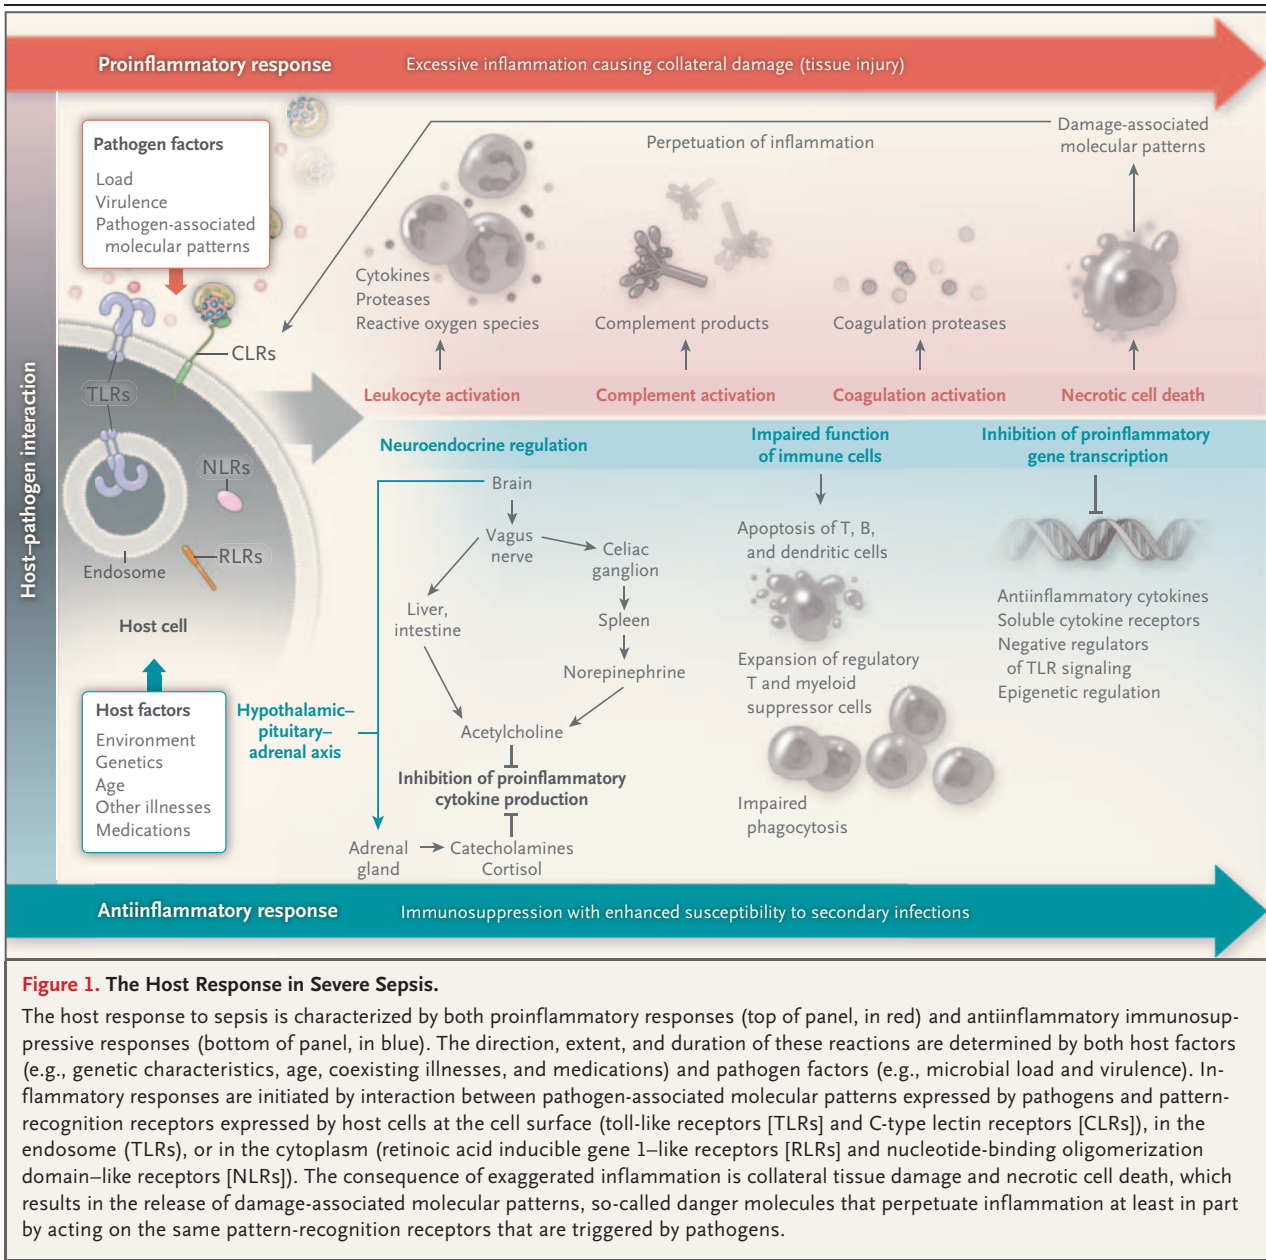 Proinflammatory response
Excessive inflammation causing collateral damage (tissue injury)
Host–pathogen interaction
Pathogen factors
Load
Virulence
Pathogen-associated
molecular patterns
Perpetuation of inflammation
Damage-associated
molecular patterns
Cytokines
Proteases
Reactive oxygen species
Complement products
Coagulation proteases
CLRs
TLRs
NLRs
RLRs
Endosome
Host cell
Leukocyte activation
Complement activation
Coagulation activation
Necrotic cell death
Neuroendocrine regulation
Impaired function
of immune cells
Inhibition of proinflammatory
gene transcription
Brain
Vagus
nerve
Celiac
ganglion
Liver,
intestine
Spleen
Norepinephrine
Acetylcholine
Inhibition of proinflammatory
cytokine production
Hypothalamic–
pituitary–
adrenal axis
Adrenal
gland
Catecholamines
Cortisol
Apoptosis of T, B,
and dendritic cells
Expansion of regulatory
T and myeloid
suppressor cells
Impaired
phagocytosis
Antiinflammatory cytokines
Soluble cytokine receptors
Negative regulators
of TLR signaling
Epigenetic regulation
Host factors
Environment
Genetics
Age
Other illnesses
Medications
Antiinflammatory response
Immunosuppression with enhanced susceptibility to secondary infections
Figure 1. The Host Response in Severe Sepsis.
The host response to sepsis is characterized by both proinflammatory responses (top of panel, in red) and antiinflammatory immunosup-
pressive responses (bottom of panel, in blue). The direction, extent, and duration of these reactions are determined by both host factors
(e.g., genetic characteristics, age, coexisting illnesses, and medications) and pathogen factors (e.g., microbial load and virulence). In-
flammatory responses are initiated by interaction between pathogen-associated molecular patterns expressed by pathogens and pattern-
recognition receptors expressed by host cells at the cell surface (toll-like receptors [TLRs] and C-type lectin receptors [CLRs]), in the
endosome (TLRs), or in the cytoplasm (retinoic acid inducible gene 1–like receptors [RLRs] and nucleotide-binding oligomerization
domain–like receptors [NLRs]). The consequence of exaggerated inflammation is collateral tissue damage and necrotic cell death, which
results in the release of damage-associated molecular patterns, so-called danger molecules that perpetuate inflammation at least in part
by acting on the same pattern-recognition receptors that are triggered by pathogens.